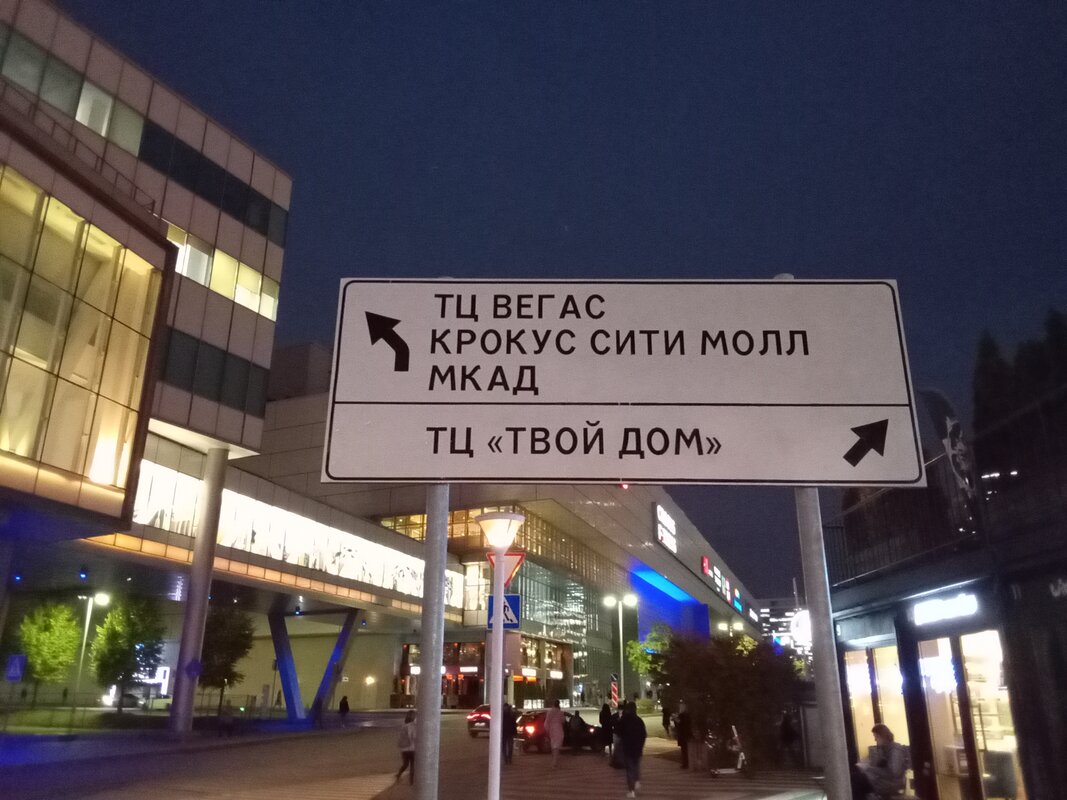 ТЦ ВЕГАС
КРОКУС СИТИ МОЛЛ
МКАД
ТЦ «ТВОЙ ДОМ»